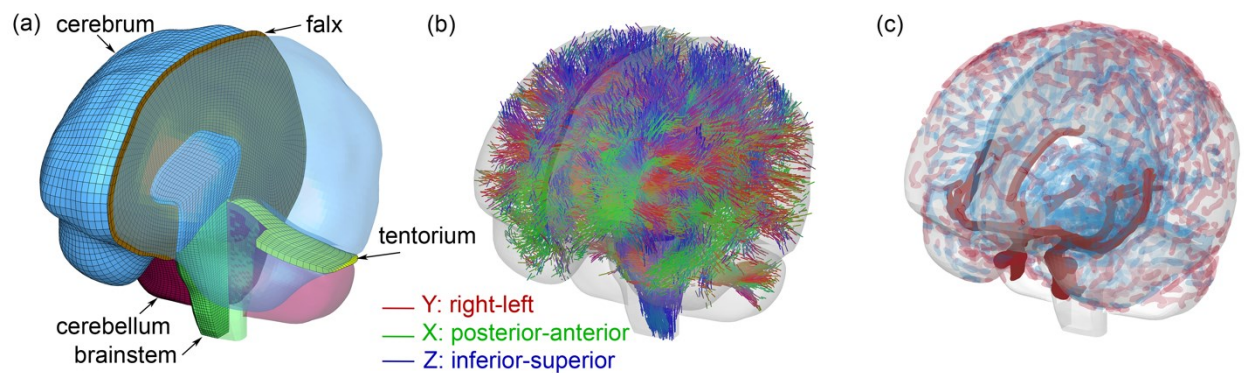 (a)
cerebrum
falx
tentorium
cerebellum
brainstem
(b)
Y: right-left
X: posterior-anterior
Z: inferior-superior
(c)